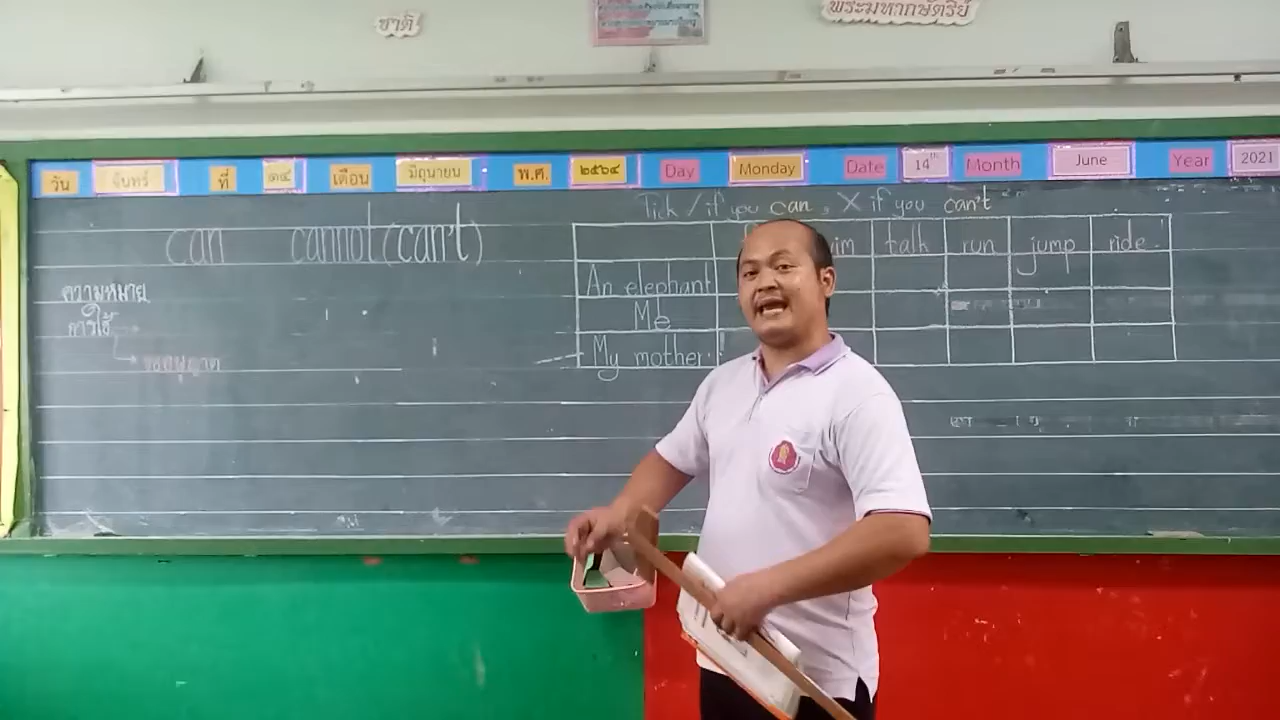 ชาติ
พระมหากษัตริย์
วัน จันทร์ ที่ ๑๔ เดือน มิถุนายน พ.ศ. ๒๕๖๔ Day Monday Date 14th Month June Year 2021
Tick / if you can , X if you can't
can cannot (can't)
im talk run jump ride
An elephant
Me
My mother
ความหมาย
การใช้